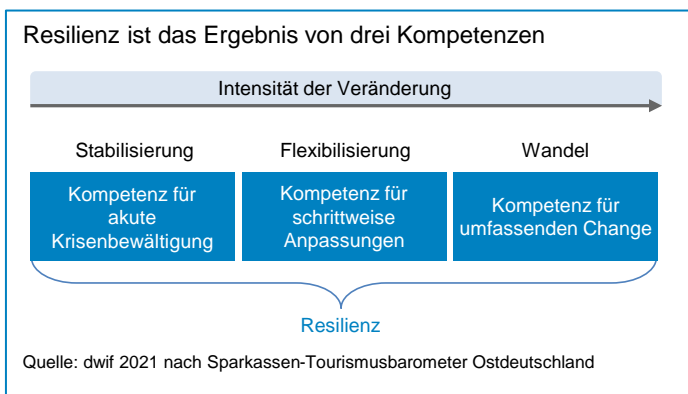 Resilienz ist das Ergebnis von drei Kompetenzen
Intensität der Veränderung
Stabilisierung
Kompetenz für
akute
Krisenbewältigung
Flexibilisierung
Kompetenz für
schrittweise
Anpassungen
Wandel
Kompetenz für
umfassenden Change
Resilienz
Quelle: dwif 2021 nach Sparkassen-Tourismusbarometer Ostdeutschland